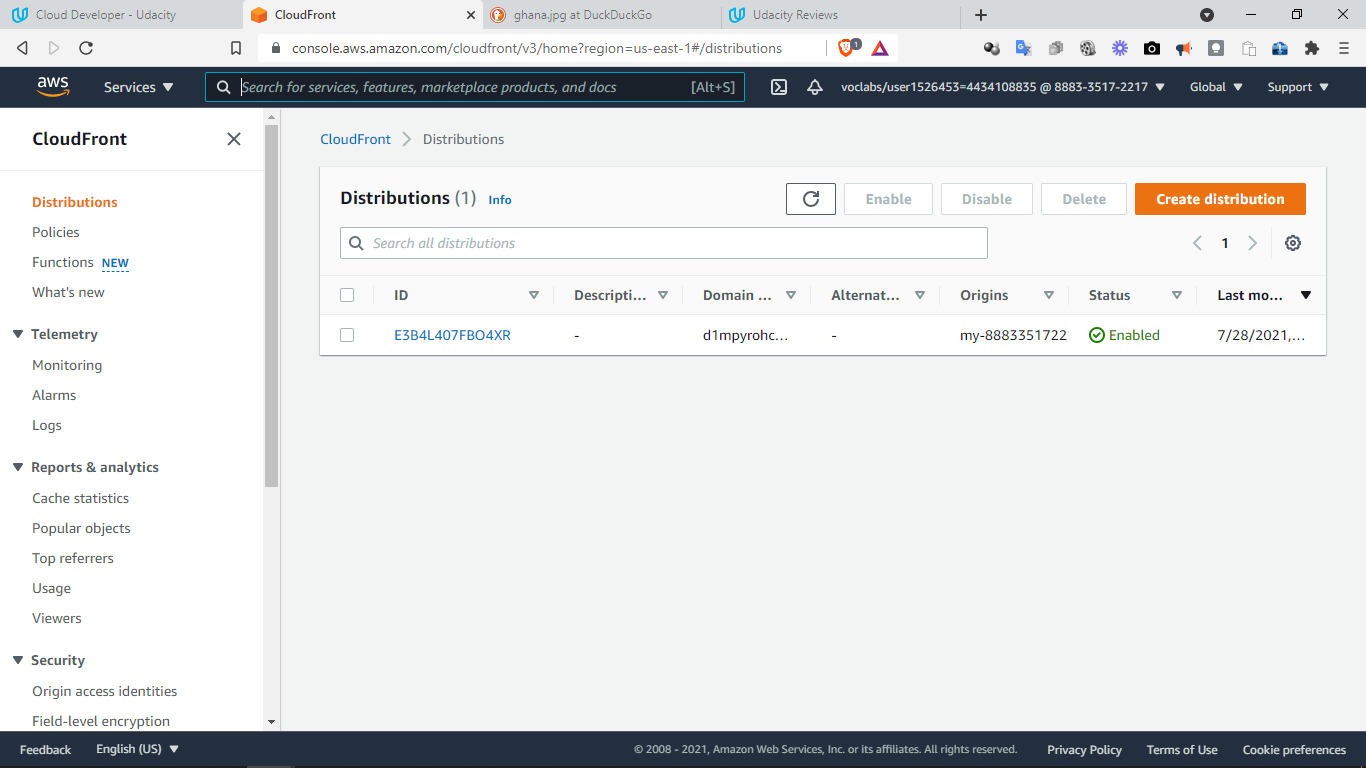 Cloud Developer - Udacity
CloudFront
ghana.jpg at DuckDuckGo
Udacity Reviews
console.aws.amazon.com/cloudfront/v3/home?region=us-east-1#/distributions
1
aws
Services
Search for services, features, marketplace products, and docs
[Alt+S]
voclabs/user1526453=4434108835 @ 8883-3517-2217
Global
Support
CloudFront
Distributions
Policies
Functions NEW
What's new
Telemetry
Monitoring
Alarms
Logs
Reports & analytics
Cache statistics
Popular objects
Top referrers
Usage
Viewers
Security
Origin access identities
Field-level encryption
CloudFront
Distributions
Distributions (1) Info
Enable
Disable
Delete
Create distribution
Search all distributions
1
ID Descripti... Domain ... Alternat... Origins Status Last mo...
E3B4L407FBO4XR - d1mpyrohc... - my-8883351722 Enabled 7/28/2021,...
Feedback
English (US)
© 2008 - 2021, Amazon Web Services, Inc. or its affiliates. All rights reserved.
Privacy Policy
Terms of Use
Cookie preferences